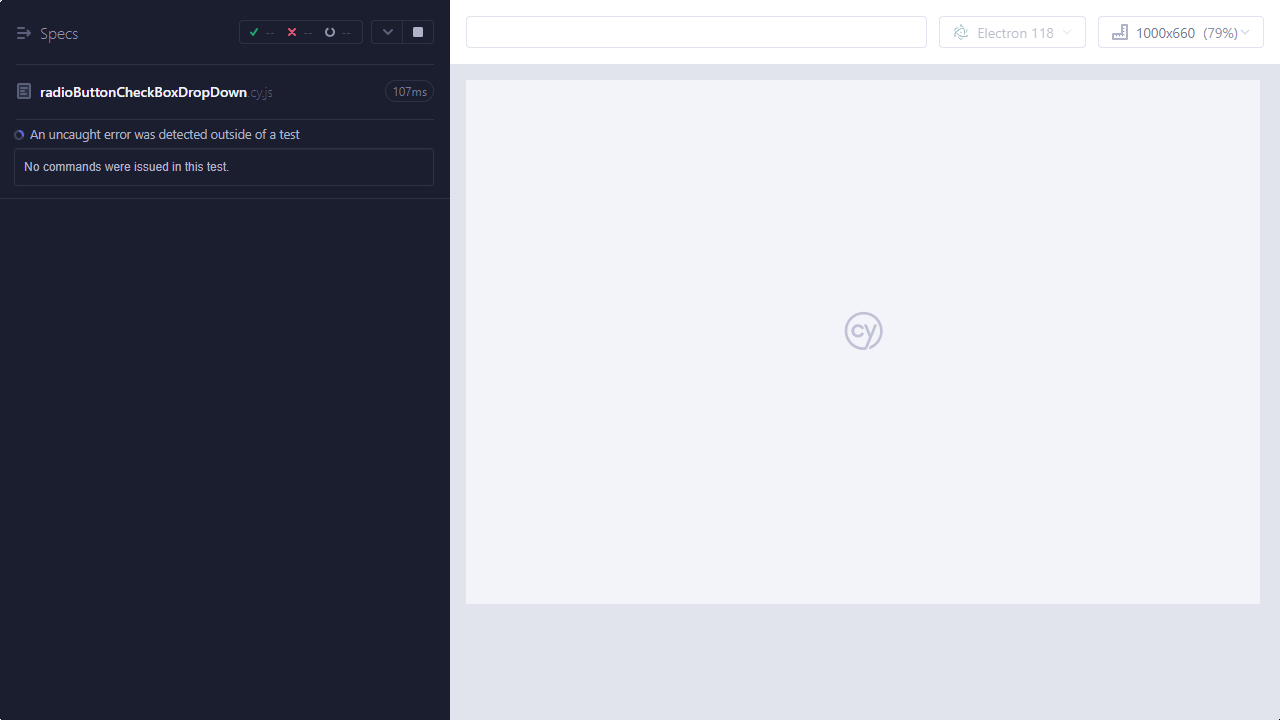 Specs
--
--
--
Electron 118
1000x660 (79%)
radioButtonCheckBoxDropDown.cy.js
107ms
An uncaught error was detected outside of a test
No commands were issued in this test.
cy